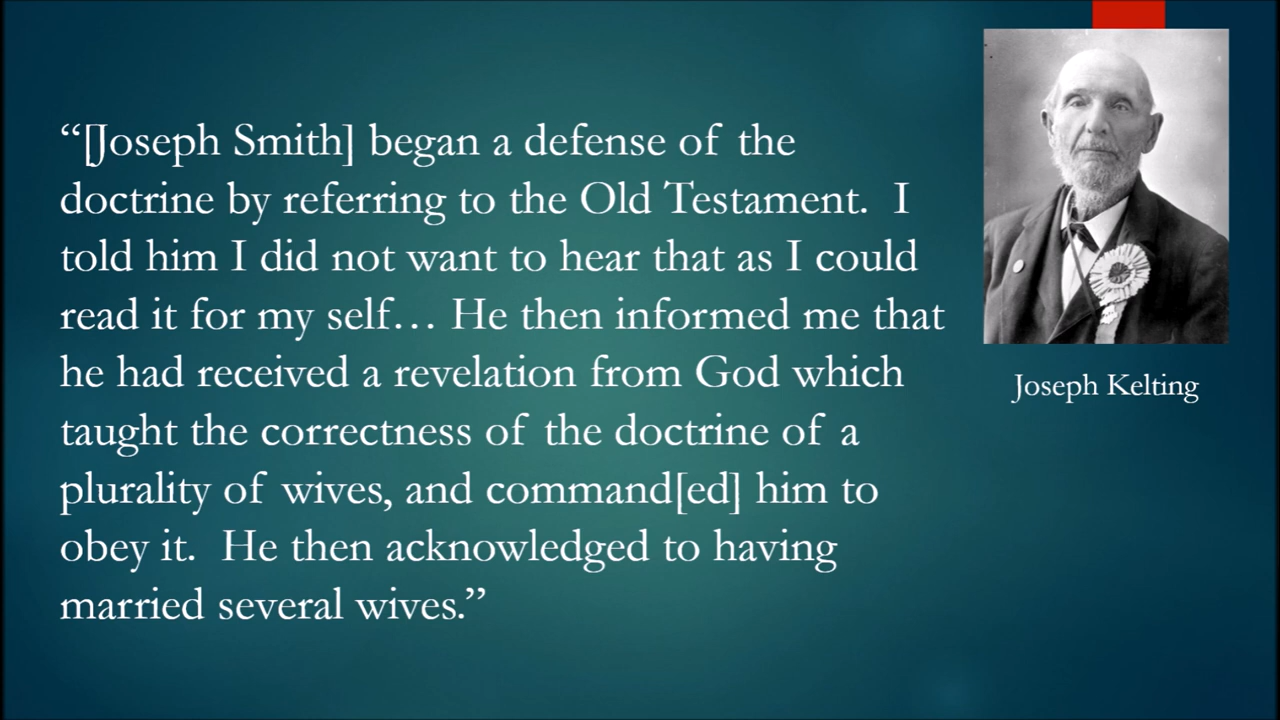 “[Joseph Smith] began a defense of the
doctrine by referring to the Old Testament.  I
told him I did not want to hear that as I could
read it for my self… He then informed me that
he had received a revelation from God which
taught the correctness of the doctrine of a
plurality of wives, and command[ed] him to
obey it.  He then acknowledged to having
married several wives.”
Joseph Kelting